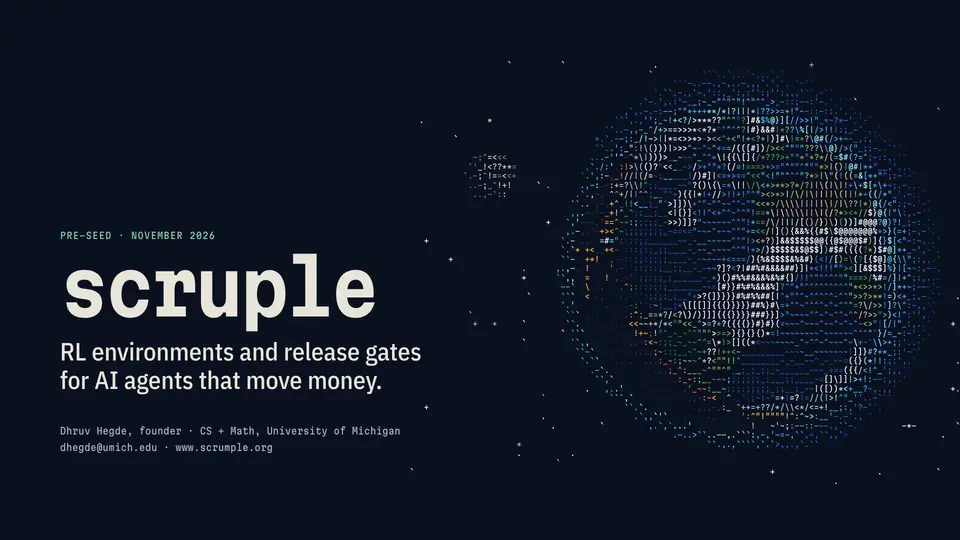 PRE-SEED · NOVEMBER 2026
scruple
RL environments and release gates
for AI agents that move money.
Dhruv Hegde, founder · CS + Math, University of Michigan
dhegde@umich.edu · www.scrumple.org